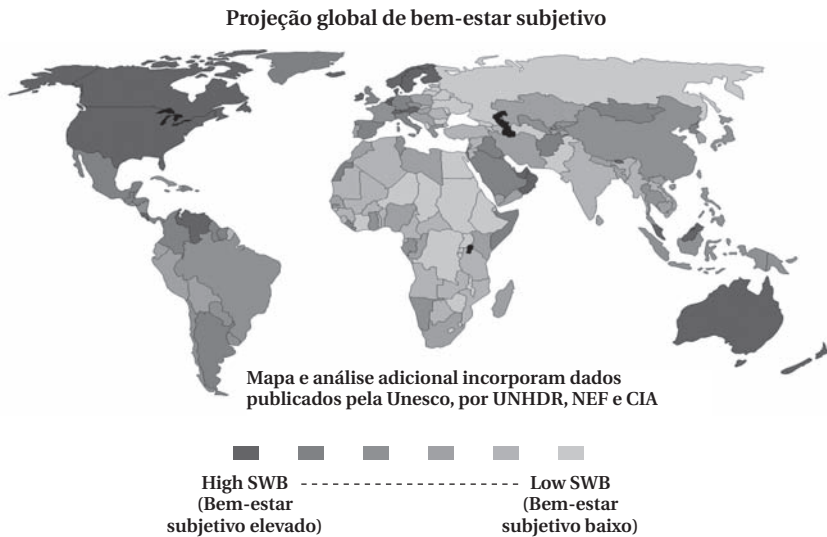 Projeção global de bem-estar subjetivo
Mapa e análise adicional incorporam dados
publicados pela Unesco, por UNHDR, NEF e CIA
High SWB - - - - - - - - - - - - - - - - - - - - - - Low SWB
(Bem-estar (Bem-estar
subjetivo elevado) subjetivo baixo)